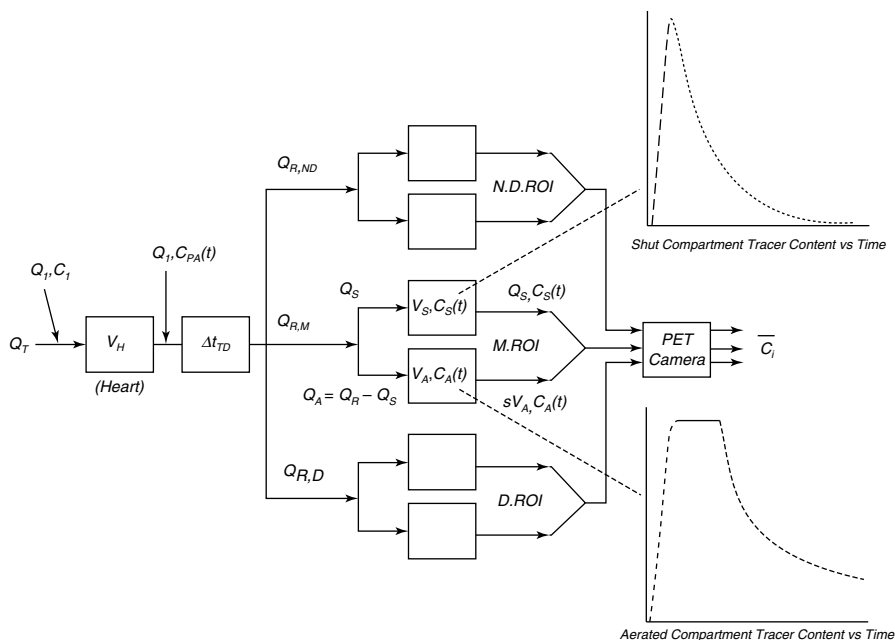 Shut Compartment Tracer Content vs Time
Q_{R,ND}
N.D.ROI
Q_1,C_1
Q_1,C_{PA}(t)
Q_T
V_H
(Heart)
Δt_{TD}
Q_{R,M}
Q_S
V_S,C_S(t)
Q_S,C_S(t)
M.ROI
V_A,C_A(t)
Q_A = Q_R – Q_S
sV_A,C_A(t)
PET
Camera
\overline{C_i}
Q_{R,D}
D.ROI
Aerated Compartment Tracer Content vs Time